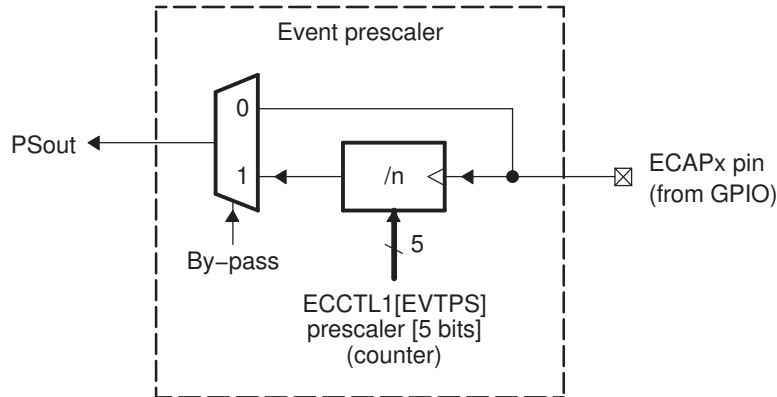 Event prescaler
0
PSout
1
/n
ECAPx pin
(from GPIO)
5
By−pass
ECCTL1[EVTPS]
prescaler [5 bits]
(counter)